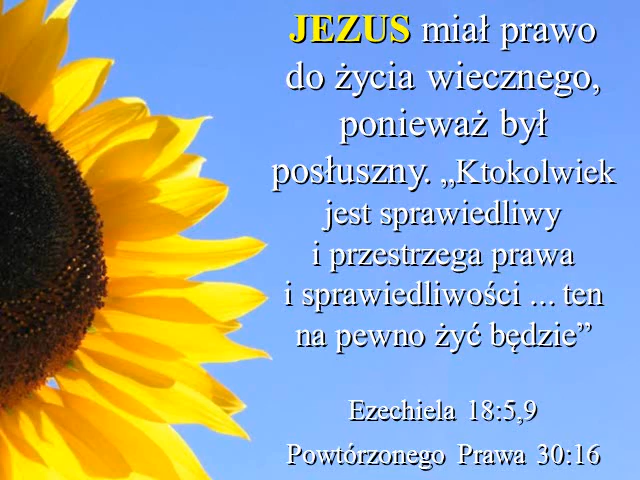 JEZUS miał prawo
do życia wiecznego,
ponieważ był
posłuszny. „Ktokolwiek
jest sprawiedliwy
i przestrzega prawa
i sprawiedliwości ... ten
na pewno żyć będzie”
Ezechiela 18:5,9
Powtórzonego Prawa 30:16